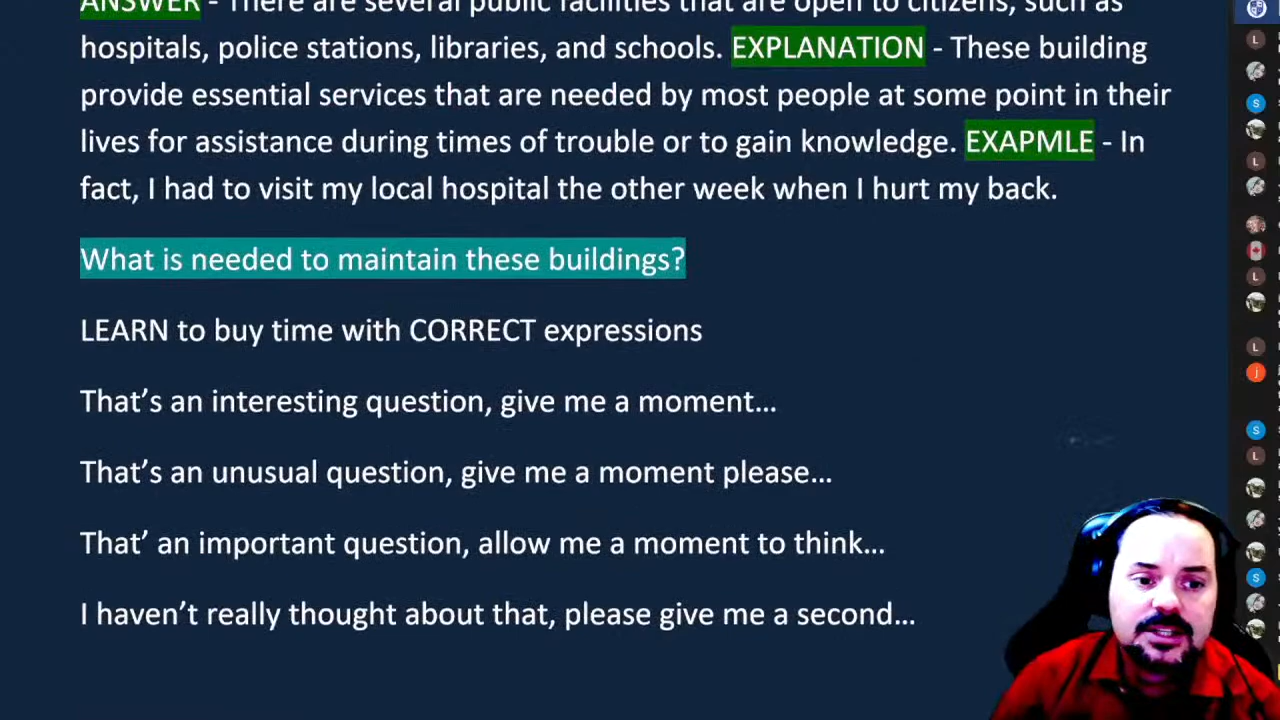 ANSWER - There are several public facilities that are open to citizens, such as
hospitals, police stations, libraries, and schools. EXPLANATION - These building
provide essential services that are needed by most people at some point in their
lives for assistance during times of trouble or to gain knowledge. EXAPMLE - In
fact, I had to visit my local hospital the other week when I hurt my back.
What is needed to maintain these buildings?
LEARN to buy time with CORRECT expressions
That’s an interesting question, give me a moment…
That’s an unusual question, give me a moment please…
That’ an important question, allow me a moment to think…
I haven’t really thought about that, please give me a second…
L
S
L
L
L
j
S
L
S